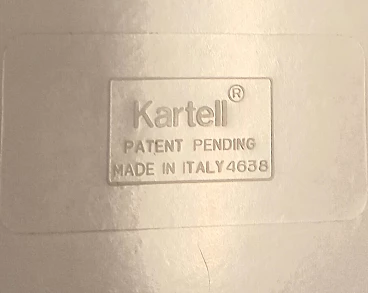 Kartell®
PATENT PENDING
MADE IN ITALY 4638